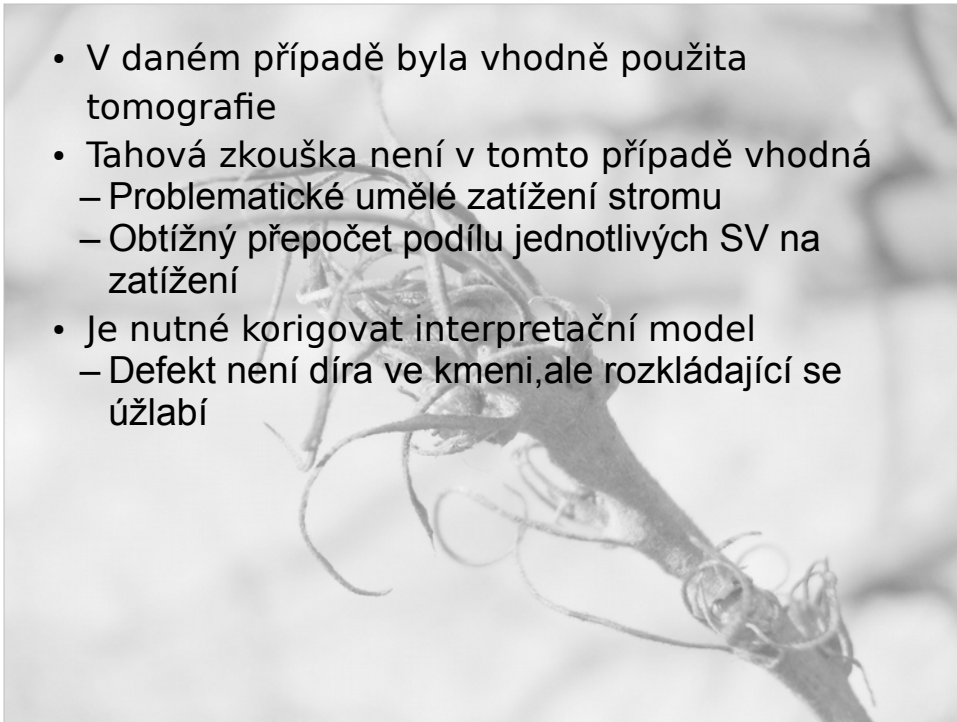 • V daném případě byla vhodně použita
tomografie
• Tahová zkouška není v tomto případě vhodná
– Problematické umělé zatížení stromu
– Obtížný přepočet podílu jednotlivých SV na
zatížení
• Je nutné korigovat interpretační model
– Defekt není díra ve kmeni,ale rozkládající se
úžlabí